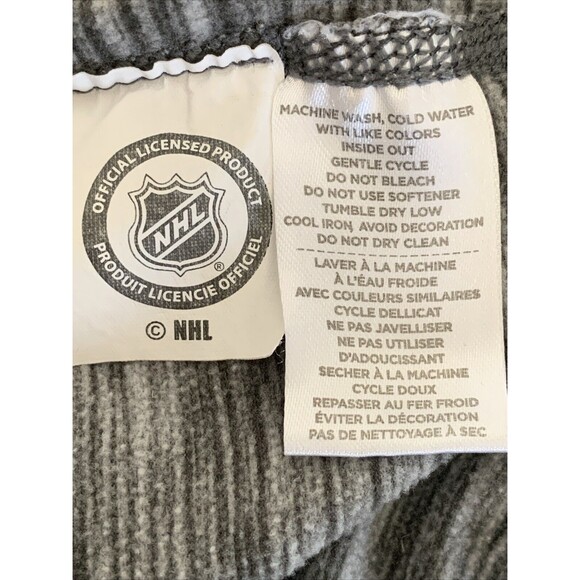 OFFICIAL LICENSED PRODUCT
NHL
®
PRODUIT LICENCIE OFFICIEL
© NHL
MACHINE WASH, COLD WATER
WITH LIKE COLORS
INSIDE OUT
GENTLE CYCLE
DO NOT BLEACH
DO NOT USE SOFTENER
TUMBLE DRY LOW
COOL IRON, AVOID DECORATION
DO NOT DRY CLEAN
LAVER À LA MACHINE
À L'ÉAU FROIDE
AVEC COULEURS SIMILAIRES
CYCLE DELLICAT
NE PAS JAVELLISER
NE PAS UTILISER
D'ADOUCISSANT
SECHER À LA MACHINE
CYCLE DOUX
REPASSER AU FER FROID
ÉVITER LA DÉCORATION
PAS DE NETTOYAGE À SEC